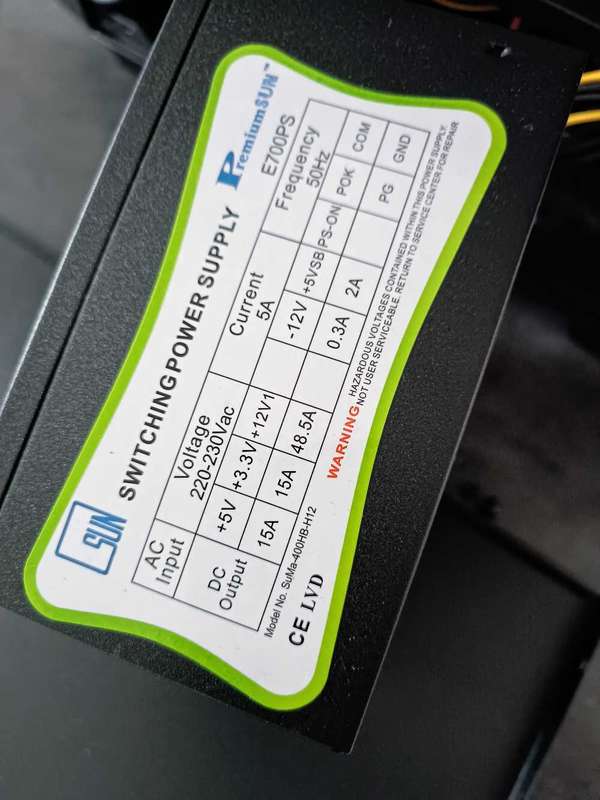 SUN SWITCHING POWER SUPPLY PremiumSUN™
E700PS
AC Input Voltage 220-230Vac Current 5A Frequency 50Hz
DC Output +5V +3.3V +12V1 -12V +5VSB PS-ON POK COM
15A 15A 48.5A 0.3A 2A PG GND
Model No. SuMa-400HB-H12
CE LVD
WARNING HAZARDOUS VOLTAGES CONTAINED WITHIN THIS POWER SUPPLY
NOT USER SERVICEABLE. RETURN TO SERVICE CENTER FOR REPAIR